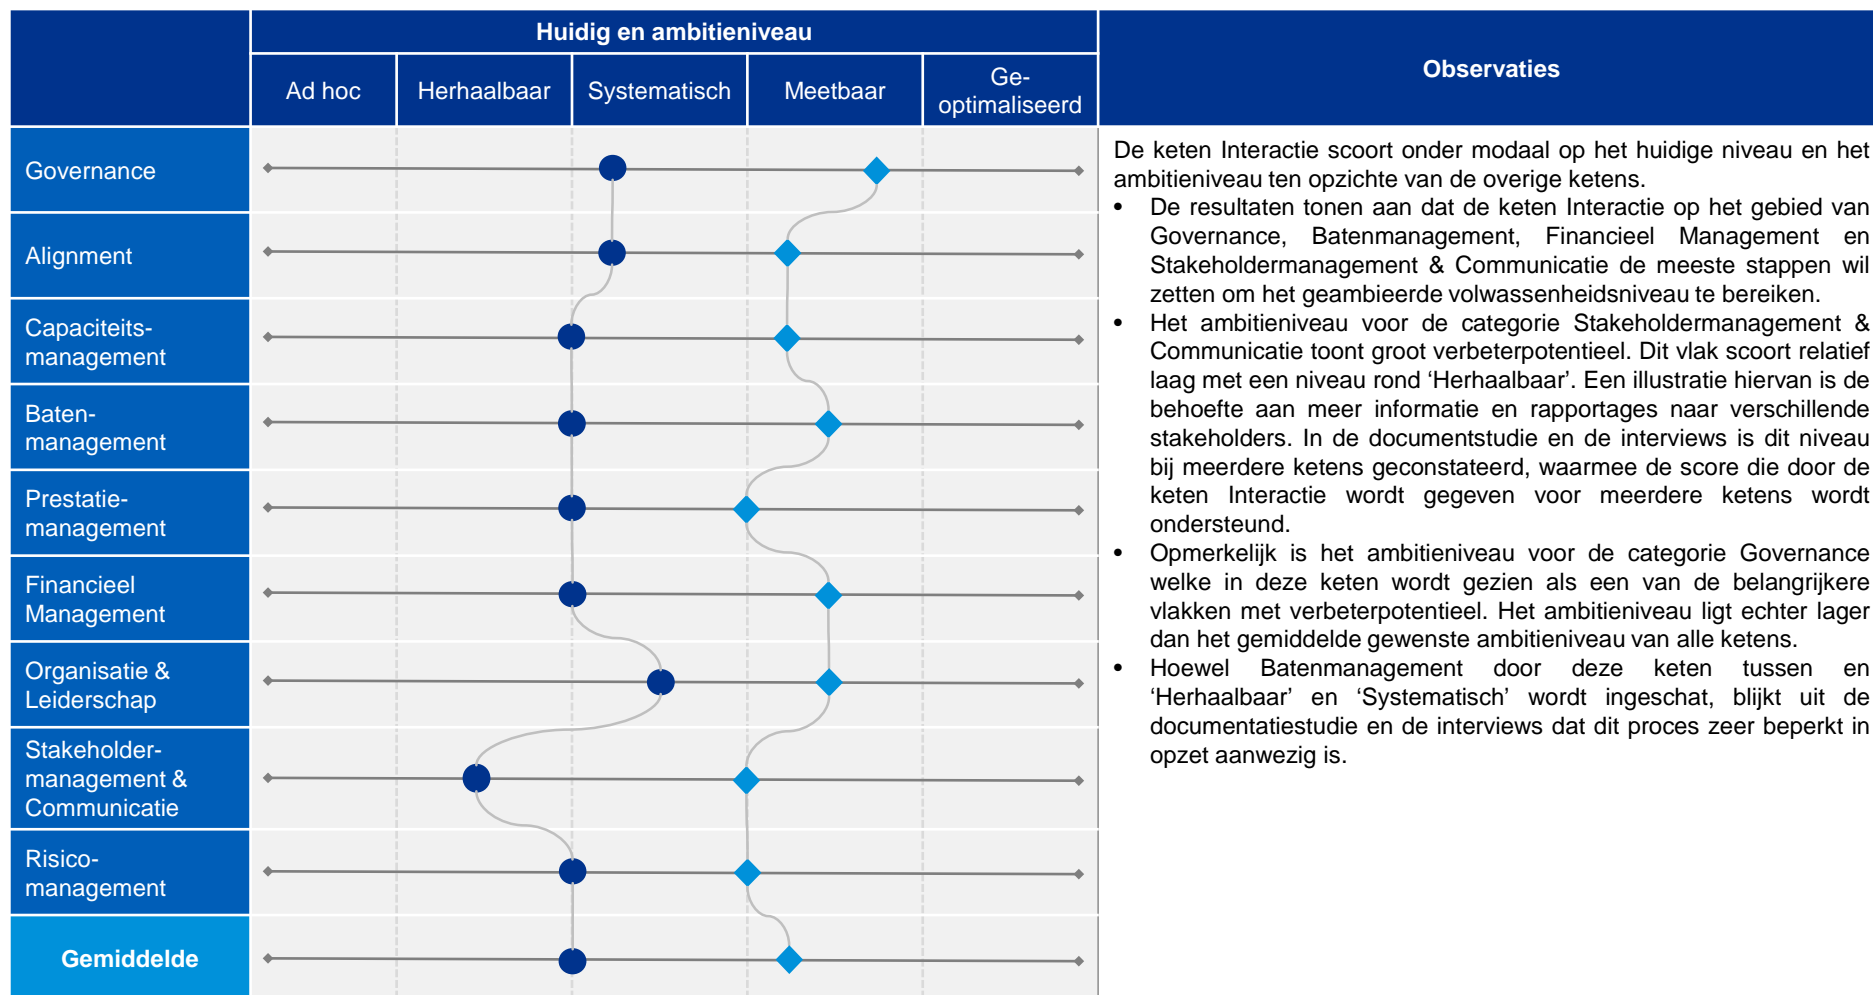 Huidig en ambitieniveau
Observaties
Ad hoc
Herhaalbaar
Systematisch
Meetbaar
Ge-
optimaliseerd
Governance
Alignment
Capaciteits-
management
Baten-
management
Prestatie-
management
Financieel
Management
Organisatie &
Leiderschap
Stakeholder-
management &
Communicatie
Risico-
management
Gemiddelde
De keten Interactie scoort onder modaal op het huidige niveau en het
ambitieniveau ten opzichte van de overige ketens.
• De resultaten tonen aan dat de keten Interactie op het gebied van
Governance, Batenmanagement, Financieel Management en
Stakeholdermanagement & Communicatie de meeste stappen wil
zetten om het geambieerde volwassenheidsniveau te bereiken.
• Het ambitieniveau voor de categorie Stakeholdermanagement &
Communicatie toont groot verbeterpotentieel. Dit vlak scoort relatief
laag met een niveau rond ‘Herhaalbaar’. Een illustratie hiervan is de
behoefte aan meer informatie en rapportages naar verschillende
stakeholders. In de documentstudie en de interviews is dit niveau
bij meerdere ketens geconstateerd, waarmee de score die door de
keten Interactie wordt gegeven voor meerdere ketens wordt
ondersteund.
• Opmerkelijk is het ambitieniveau voor de categorie Governance
welke in deze keten wordt gezien als een van de belangrijkere
vlakken met verbeterpotentieel. Het ambitieniveau ligt echter lager
dan het gemiddelde gewenste ambitieniveau van alle ketens.
• Hoewel Batenmanagement door deze keten tussen en
‘Herhaalbaar’ en ‘Systematisch’ wordt ingeschat, blijkt uit de
documentatiestudie en de interviews dat dit proces zeer beperkt in
opzet aanwezig is.